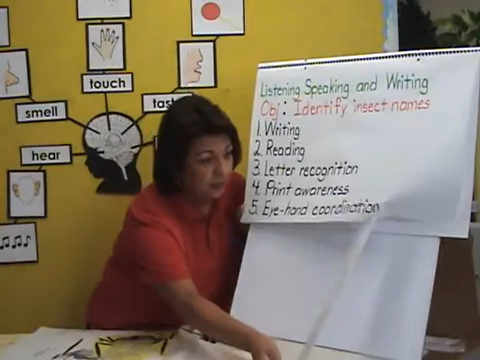 touch
smell
taste
hear
Listening Speaking and Writing
Obj: Identify insect names
1. Writing
2. Reading
3. Letter recognition
4. Print awareness
5. Eye-hand coordination